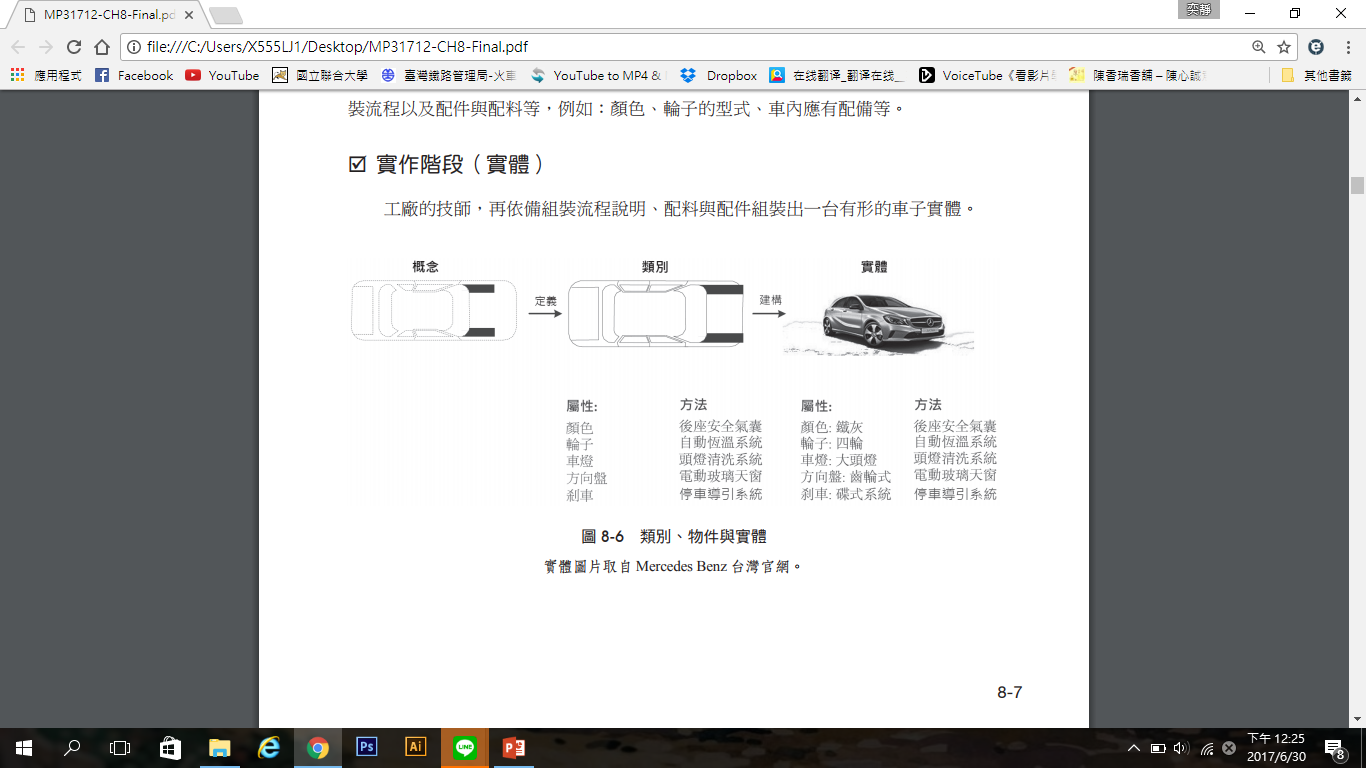 MP31712-CH8-Final.pd
奕靜
file:///C:/Users/X555LJ1/Desktop/MP31712-CH8-Final.pdf
應用程式 Facebook YouTube 國立聯合大學 臺灣鐵路管理局-火車 YouTube to MP4 & Dropbox 在线翻译_翻译在线_ VoiceTube《看影片 陳香瑞香舖 – 陳心誠 其他書籤
裝流程以及配件與配料等，例如：顏色、輪子的型式、車內應有配備等。
實作階段（實體）
工廠的技師，再依備組裝流程說明、配料與配件組裝出一台有形的車子實體。
概念 類別 實體
定義 建構
屬性: 方法 屬性: 方法
顏色 後座安全氣囊 顏色: 鐵灰 後座安全氣囊
輪子 自動恆溫系統 輪子: 四輪 自動恆溫系統
車燈 頭燈清洗系統 車燈: 大頭燈 頭燈清洗系統
方向盤 電動玻璃天窗 方向盤: 齒輪式 電動玻璃天窗
剎車 停車導引系統 剎車: 碟式系統 停車導引系統
圖 8-6 類別、物件與實體
實體圖片取自 Mercedes Benz 台灣官網。
8-7
Ps Ai LINE
下午 12:25
2017/6/30
8